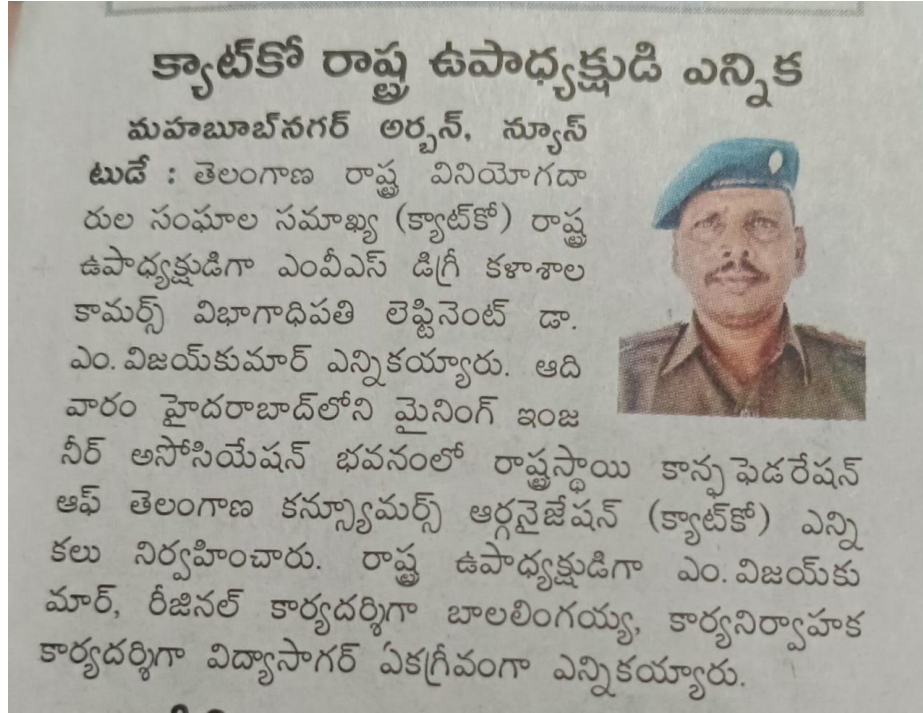 క్యాట్‌కో రాష్ట్ర ఉపాధ్యక్షుడి ఎన్నిక
మహబూబ్‌నగర్ అర్బన్, న్యూస్
టుడే : తెలంగాణ రాష్ట్ర వినియోగదా
రుల సంఘాల సమాఖ్య (క్యాట్‌కో) రాష్ట్ర
ఉపాధ్యక్షుడిగా ఎంవీఎస్ డిగ్రీ కళాశాల
కామర్స్ విభాగాధిపతి లెఫ్టినెంట్ డా.
ఎం. విజయ్‌కుమార్ ఎన్నికయ్యారు. ఆది
వారం హైదరాబాద్‌లోని మైనింగ్ ఇంజ
నీర్ అసోసియేషన్ భవనంలో రాష్ట్రస్థాయి కాన్ఫ ఫెడరేషన్
ఆఫ్ తెలంగాణ కన్స్యూమర్స్ ఆర్గనైజేషన్ (క్యాట్‌కో) ఎన్ని
కలు నిర్వహించారు. రాష్ట్ర ఉపాధ్యక్షుడిగా ఎం. విజయ్‌కు
మార్, రీజినల్ కార్యదర్శిగా బాలలింగయ్య, కార్యనిర్వాహక
కార్యదర్శిగా విద్యాసాగర్ ఏకగ్రీవంగా ఎన్నికయ్యారు.